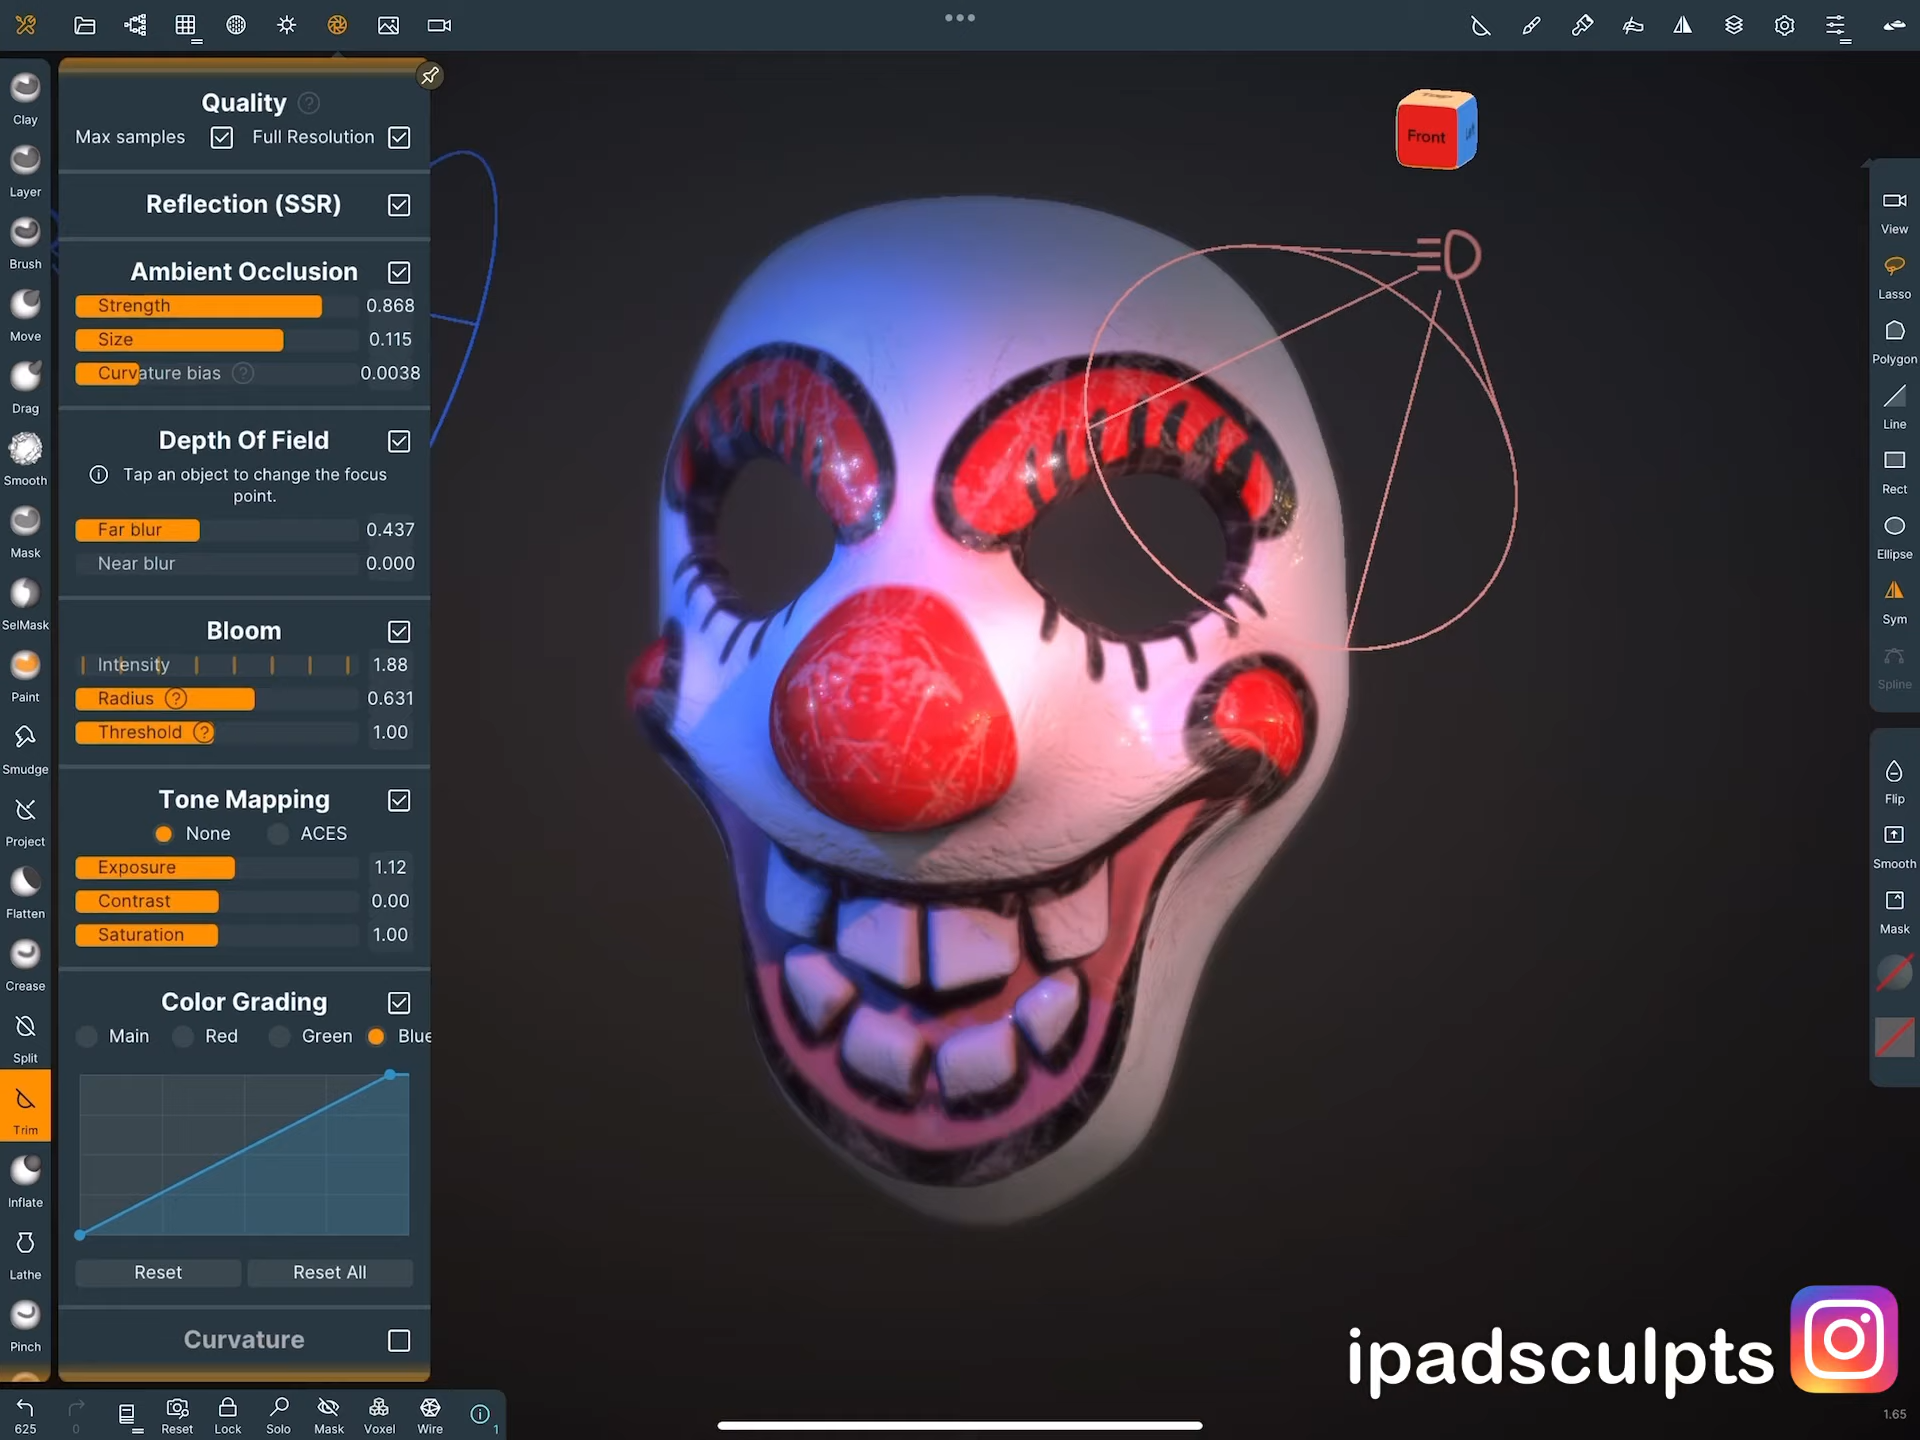 Quality
Max samples Full Resolution
Reflection (SSR)
Ambient Occlusion
Strength 0.868
Size 0.115
Curvature bias 0.0038
Depth Of Field
Tap an object to change the focus
point.
Far blur 0.437
Near blur 0.000
Bloom
Intensity 1.88
Radius 0.631
Threshold 1.00
Tone Mapping
None ACES
Exposure 1.12
Contrast 0.00
Saturation 1.00
Color Grading
Main Red Green Blue
Reset Reset All
Curvature
Clay
Layer
Brush
Move
Drag
Smooth
Mask
SelMask
Paint
Smudge
Project
Flatten
Crease
Split
Trim
Inflate
Lathe
Pinch
625 0 Reset Lock Solo Mask Voxel Wire 1
Front
View
Lasso
Polygon
Line
Rect
Ellipse
Sym
Spline
Flip
Smooth
Mask
ipadsculpts
1.65